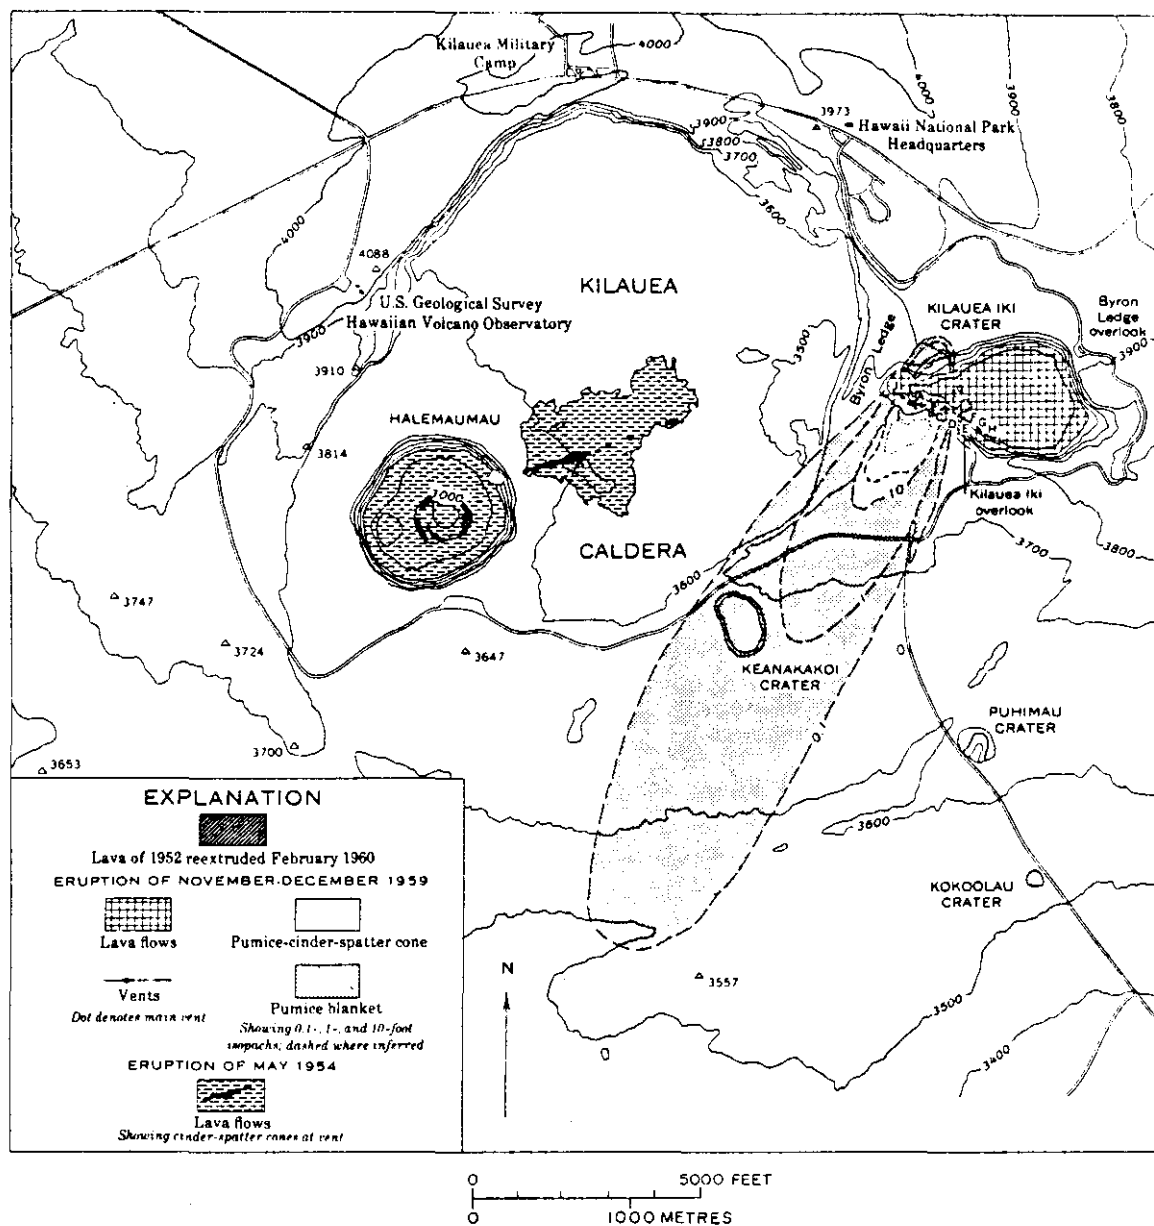 Kilauea Military
Camp
4000
4000
3900
3800
3973
Hawaii National Park
Headquarters
3900
3800
3700
3600
4000
4088
U.S. Geological Survey
Hawaiian Volcano Observatory
3900
3910
3814
KILAUEA
KILAUEA IKI
CRATER
Byron
Ledge
overlook
3900
Byron Ledge
3500
HALEMAUMAU
1000
CALDERA
10
Kilauea Iki
overlook
3700
3800
3600
3747
3724
3647
KEANAKAKOI
CRATER
0.1
PUHIMAU
CRATER
3700
3653
3600
KOKOOLAU
CRATER
3557
3500
3400
N
EXPLANATION
Lava of 1952 reextruded February 1960
ERUPTION OF NOVEMBER-DECEMBER 1959
Lava flows
Pumice-cinder-spatter cone
Vents
Dot denotes main vent
Pumice blanket
Showing 0.1-, 1-, and 10-foot
isopachs; dashed where inferred
ERUPTION OF MAY 1954
Lava flows
Showing cinder-spatter cones at vent
0 5000 FEET
0 1000 METRES